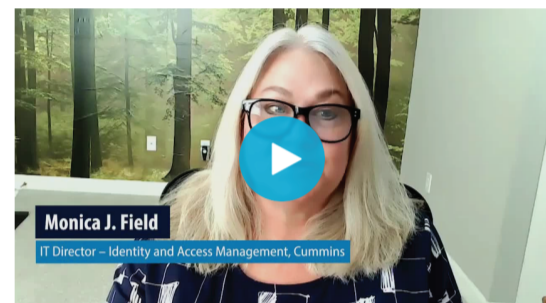 Monica J. Field
IT Director – Identity and Access Management, Cummins